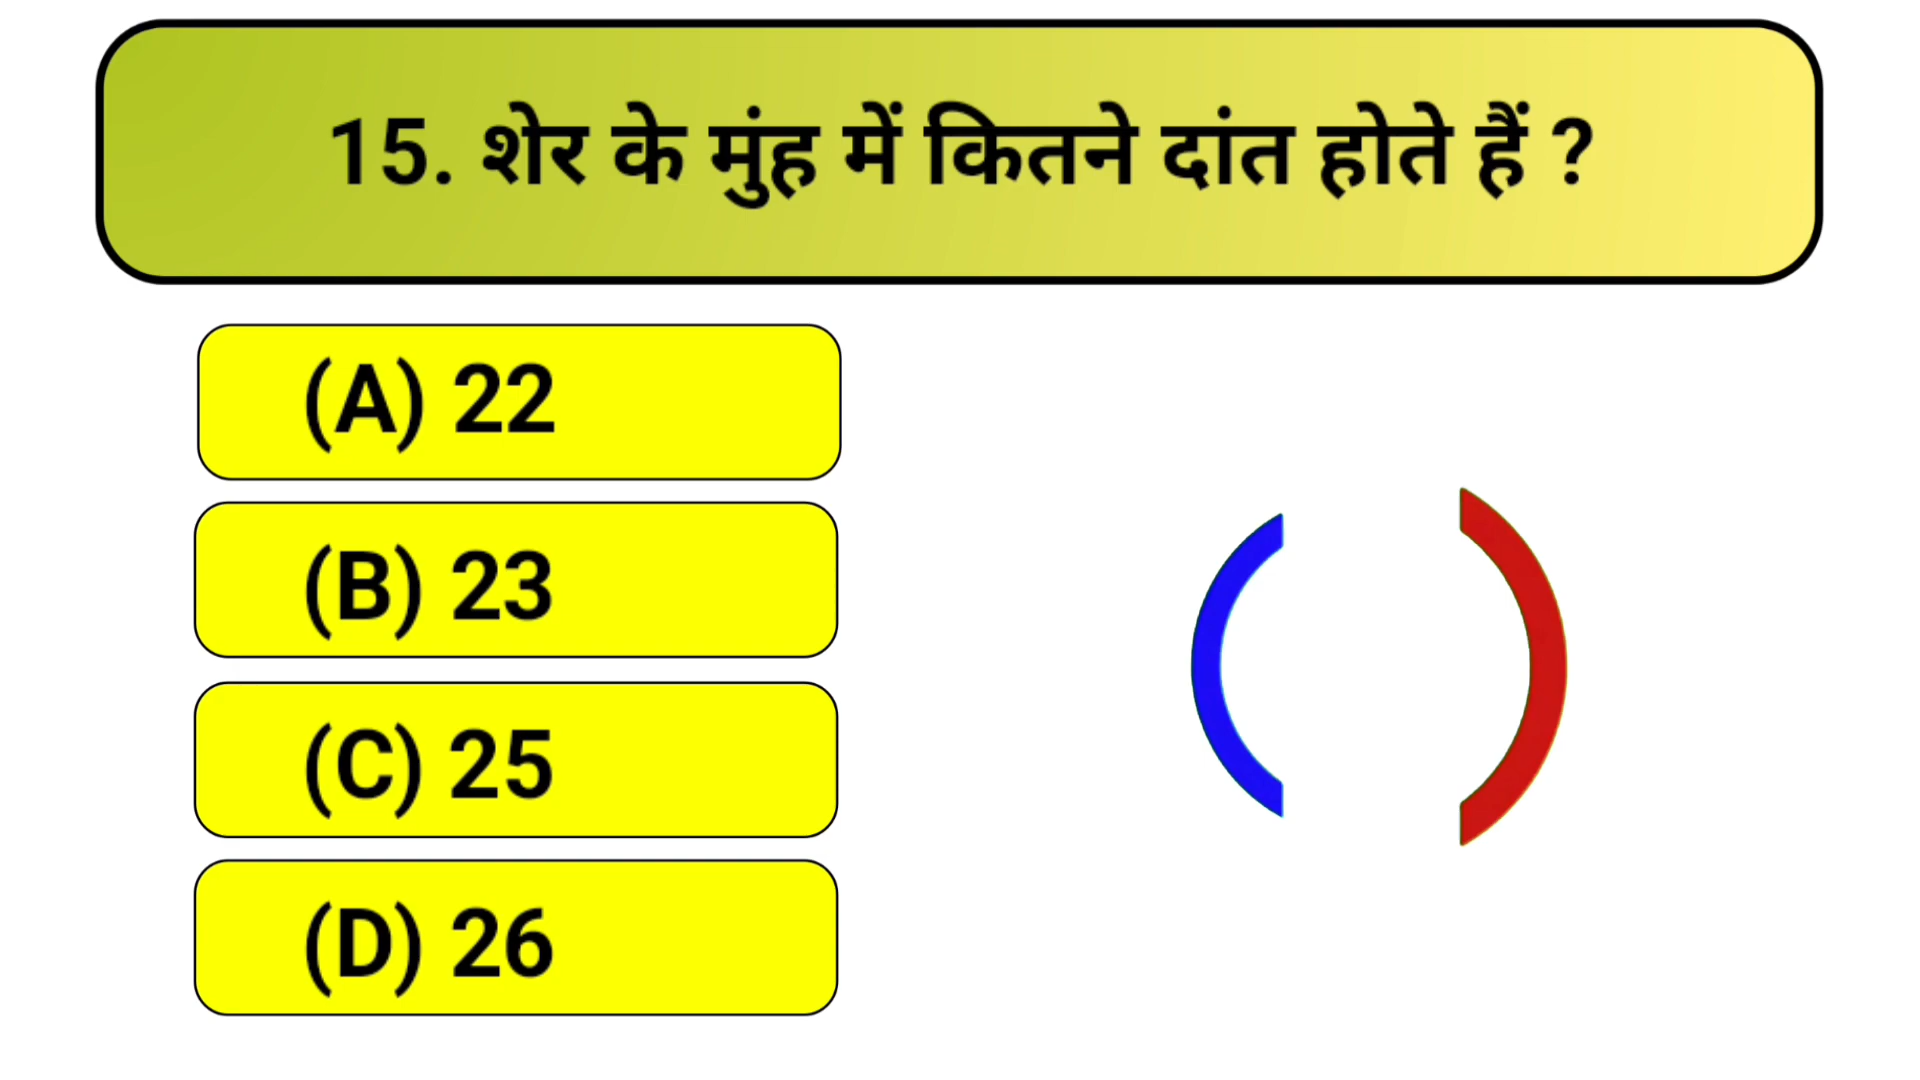 15. शेर के मुंह में कितने दांत होते हैं ?
(A) 22
(B) 23
(C) 25
(D) 26